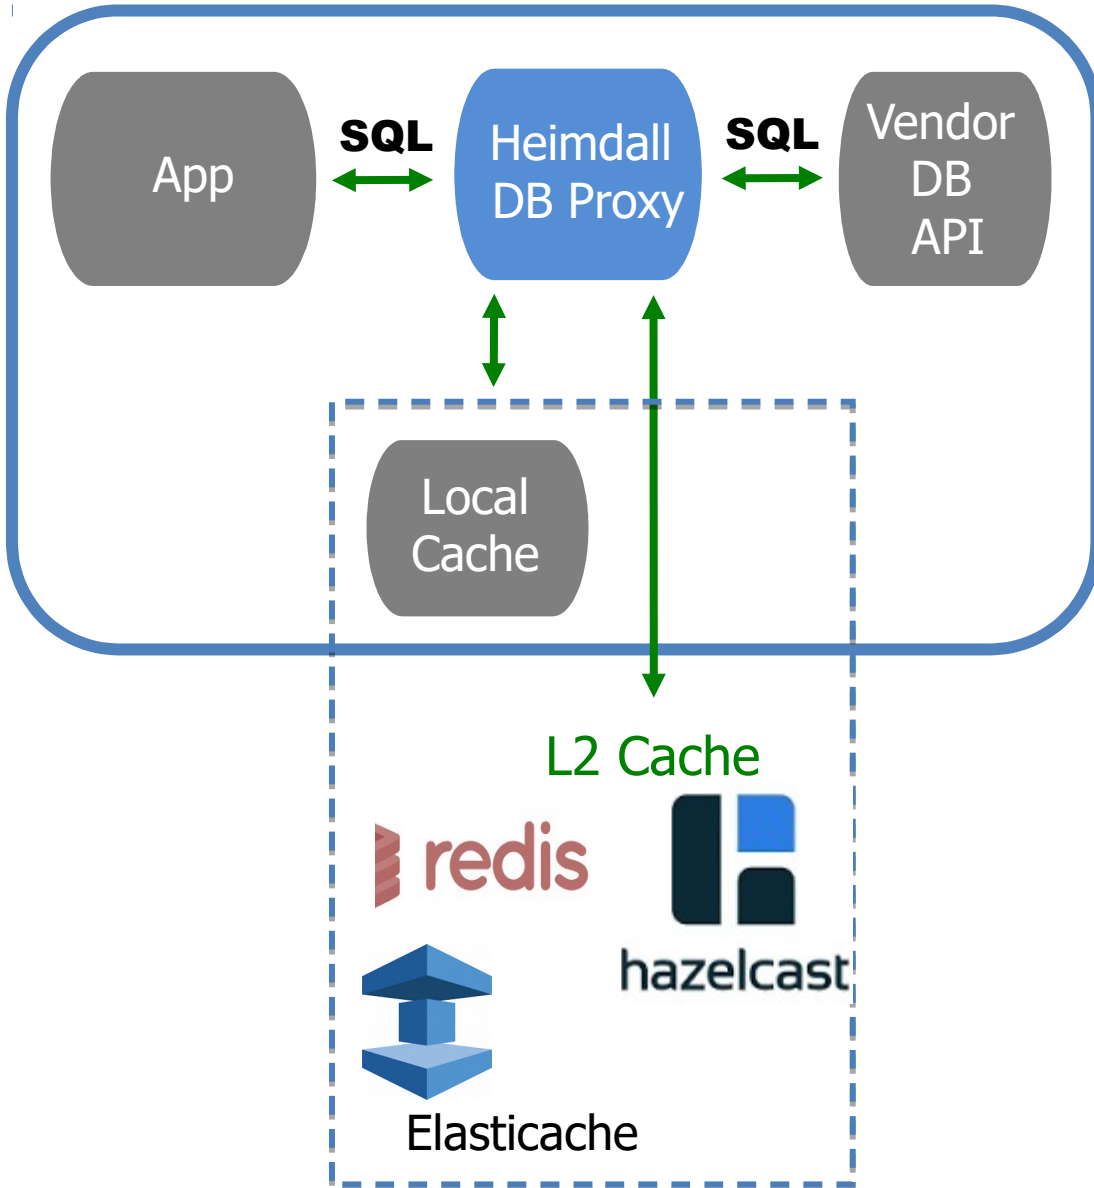 App
SQL
Heimdall
DB Proxy
SQL
Vendor
DB
API
Local
Cache
L2 Cache
redis
hazelcast
Elasticache